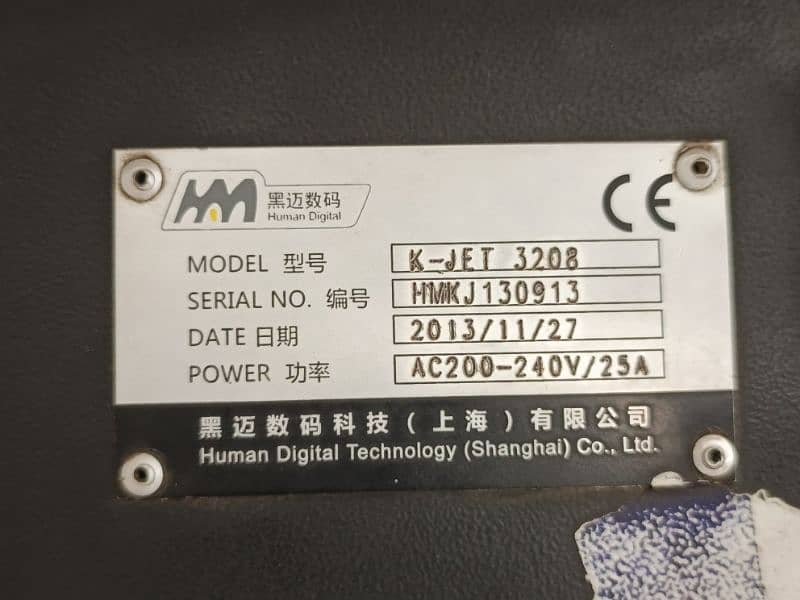 黑迈数码
Human Digital
CE
MODEL 型号 K-JET 3208
SERIAL NO. 编号 HMKJ130913
DATE 日期 2013/11/27
POWER 功率 AC200-240V/25A
黑迈数码科技(上海)有限公司
Human Digital Technology (Shanghai) Co., Ltd.